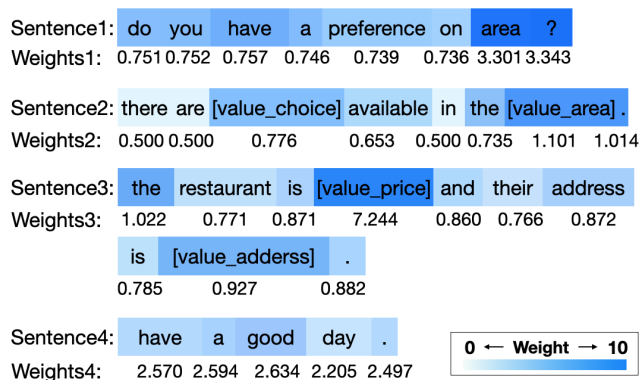 Sentence1: do you have a preference on area ?
Weights1: 0.751 0.752 0.757 0.746 0.739 0.736 3.301 3.343
Sentence2: there are [value_choice] available in the [value_area] .
Weights2: 0.500 0.500 0.776 0.653 0.500 0.735 1.101 1.014
Sentence3: the restaurant is [value_price] and their address
Weights3: 1.022 0.771 0.871 7.244 0.860 0.766 0.872
is [value_adderss] .
0.785 0.927 0.882
Sentence4: have a good day .
Weights4: 2.570 2.594 2.634 2.205 2.497
0 ← Weight → 10